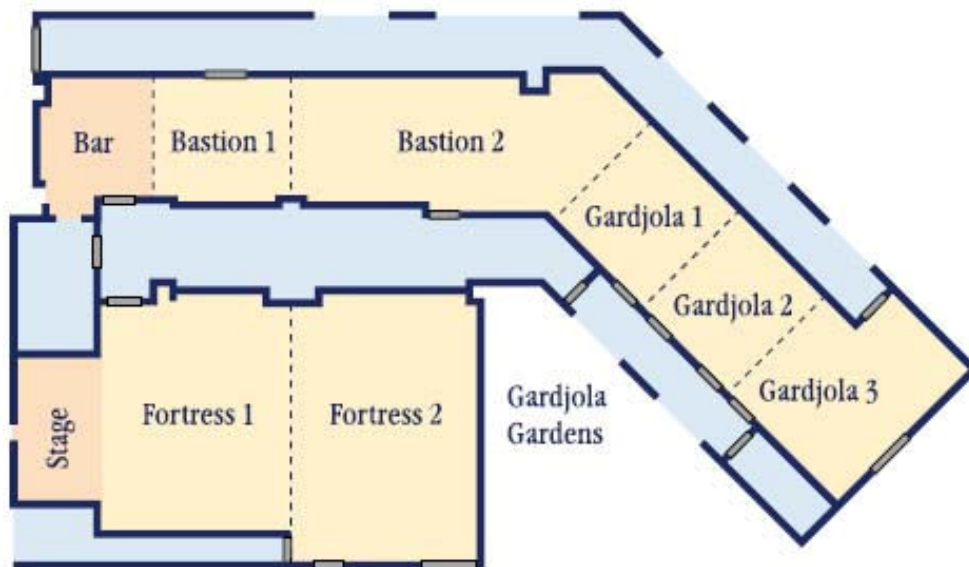 Bar
Bastion 1
Bastion 2
Gardjola 1
Gardjola 2
Gardjola 3
Stage
Fortress 1
Fortress 2
Gardjola
Gardens